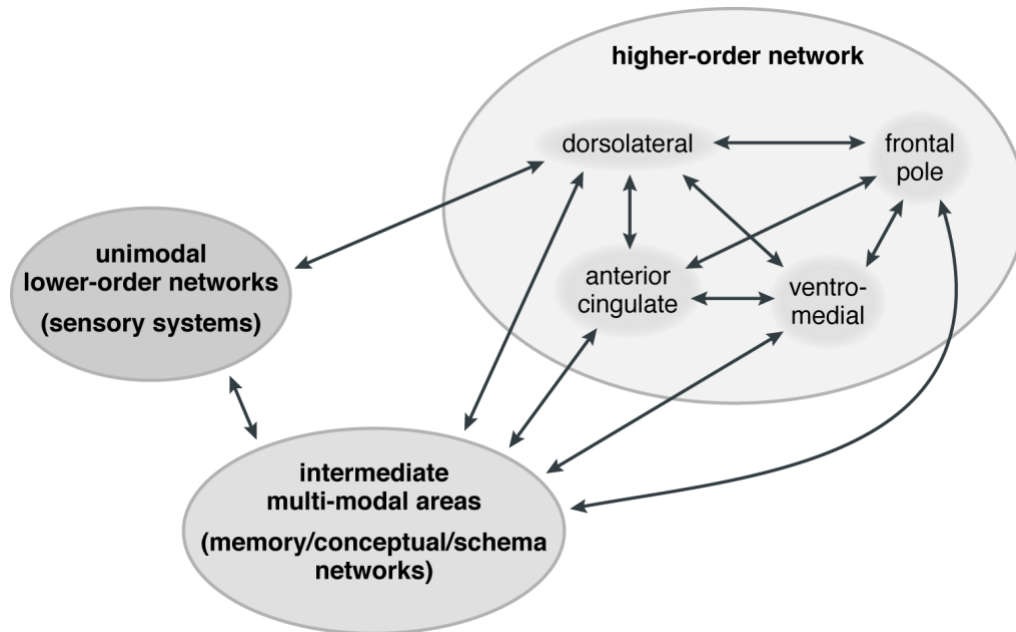 higher-order network
dorsolateral
frontal
pole
unimodal
lower-order networks
(sensory systems)
anterior
cingulate
ventro-
medial
intermediate
multi-modal areas
(memory/conceptual/schema
networks)